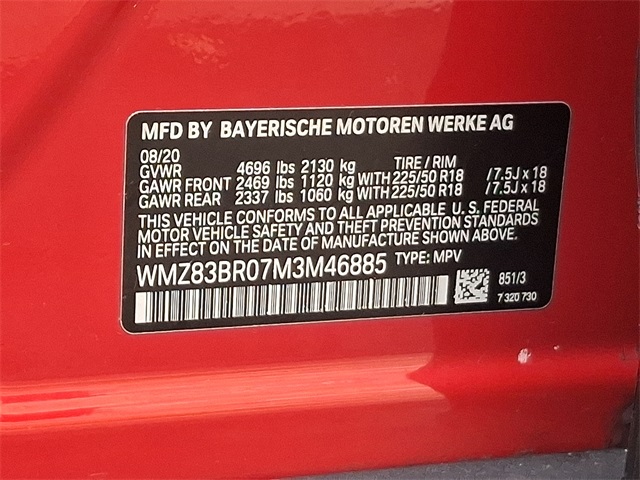 MFD BY BAYERISCHE MOTOREN WERKE AG
08/20
GVWR 4696 lbs 2130 kg TIRE / RIM
GAWR FRONT 2469 lbs 1120 kg WITH 225/50 R18 / 7.5J x 18
GAWR REAR 2337 lbs 1060 kg WITH 225/50 R18 / 7.5J x 18
THIS VEHICLE CONFORMS TO ALL APPLICABLE U. S. FEDERAL
MOTOR VEHICLE SAFETY AND THEFT PREVENTION STANDARDS
IN EFFECT ON THE DATE OF MANUFACTURE SHOWN ABOVE.
WMZ83BR07M3M46885 TYPE: MPV
851/3
7 320 730